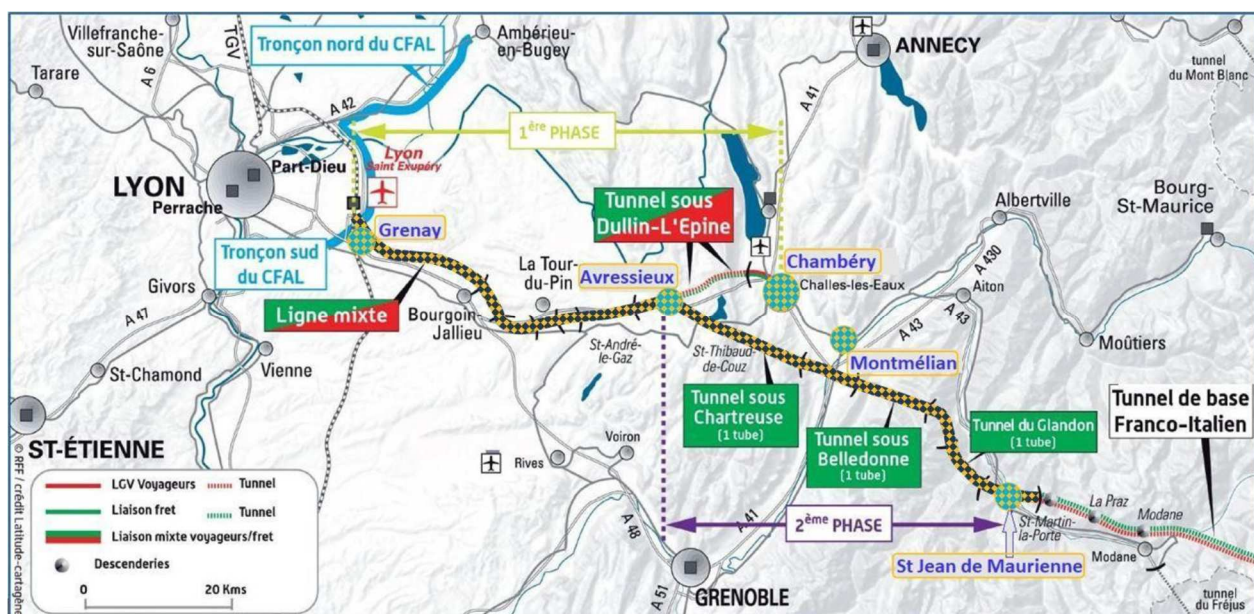 Villefranche-
sur-Saône
Tarare
A 6
TGV
Tronçon nord du CFAL
Ambérieu-
en-Bugey
ANNECY
tunnel
du Mont Blanc
A 42
A 41
1ère PHASE
Part-Dieu
LYON
Perrache
Lyon
Saint Exupéry
Tunnel sous
Dullin-L'Epine
Albertville
Bourg-
St-Maurice
Grenay
Tronçon sud
du CFAL
La Tour-
du-Pin
Avressieux
Chambéry
Challes-les-Eaux
A 430
Aiton
Givors
A 47
Ligne mixte
Bourgoin-
Jallieu
St-André-
le-Gaz
St-Thibaud-
de-Couz
A 43
A 43
Montmélian
Moûtiers
St-Chamond
Vienne
Tunnel sous
Chartreuse
(1 tube)
Tunnel sous
Belledonne
(1 tube)
Tunnel du Glandon
(1 tube)
Tunnel de base
Franco-Italien
ST-ÉTIENNE
Voiron
Rives
La Praz
Modane
St-Martin-
la-Porte
Modane
A 48
A 41
2ème PHASE
St Jean de Maurienne
A 51
GRENOBLE
tunnel
du Fréjus
© RFF / crédit Latitude-cartagène
LGV Voyageurs
Tunnel
Liaison fret
Tunnel
Liaison mixte voyageurs/fret
Descenderies
0 20 Kms